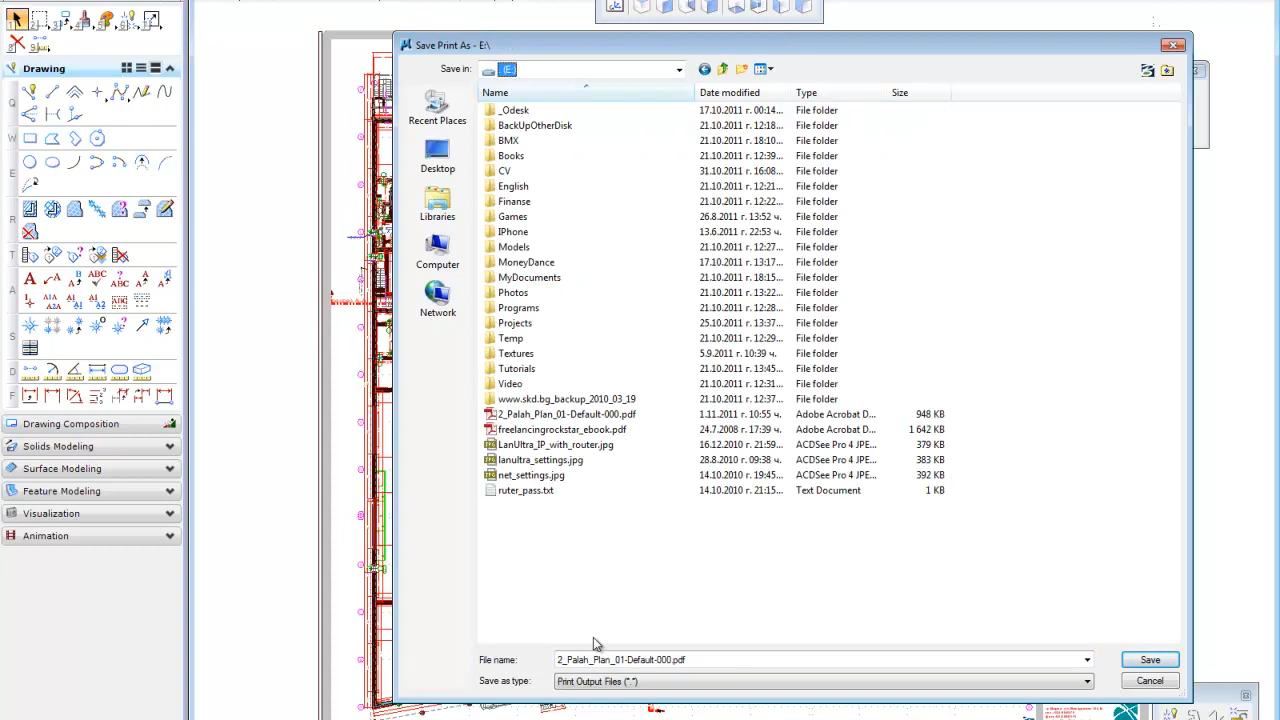 Save Print As - E:\
Drawing
Save in:
(E:)
Name
Date modified
Type
Size
Recent Places
Desktop
Libraries
Computer
Network
_Odesk 17.10.2011 г. 00:14... File folder
BackUpOtherDisk 21.10.2011 г. 12:18... File folder
BMX 21.10.2011 г. 18:10... File folder
Books 21.10.2011 г. 12:39... File folder
CV 31.10.2011 г. 16:08... File folder
English 21.10.2011 г. 12:21... File folder
Finanse 21.10.2011 г. 12:22... File folder
Games 26.8.2011 г. 13:52 ч. File folder
IPhone 13.6.2011 г. 22:53 ч. File folder
Models 21.10.2011 г. 12:27... File folder
MoneyDance 17.10.2011 г. 13:17... File folder
MyDocuments 21.10.2011 г. 18:15... File folder
Photos 21.10.2011 г. 13:22... File folder
Programs 21.10.2011 г. 12:28... File folder
Projects 25.10.2011 г. 13:37... File folder
Temp 21.10.2011 г. 12:29... File folder
Textures 5.9.2011 г. 10:39 ч. File folder
Tutorials 21.10.2011 г. 13:45... File folder
Video 21.10.2011 г. 12:31... File folder
www.skd.bg_backup_2010_03_19 21.10.2011 г. 12:37... File folder
2_Palah_Plan_01-Default-000.pdf 1.11.2011 г. 10:55 ч. Adobe Acrobat D... 948 KB
freelancingrockstar_ebook.pdf 24.7.2008 г. 17:39 ч. Adobe Acrobat D... 1 642 KB
LanUltra_IP_with_router.jpg 16.12.2010 г. 21:59... ACDSee Pro 4 JPE... 379 KB
lanultra_settings.jpg 28.8.2010 г. 09:38 ч. ACDSee Pro 4 JPE... 383 KB
net_settings.jpg 14.10.2010 г. 19:45... ACDSee Pro 4 JPE... 392 KB
ruter_pass.txt 14.10.2010 г. 21:15... Text Document 1 KB
File name: 2_Palah_Plan_01-Default-000.pdf
Save
Save as type: Print Output Files (*.*)
Cancel
Q
W
E
R
T
A
S
D
F
Drawing Composition
Solids Modeling
Surface Modeling
Feature Modeling
Visualization
Animation